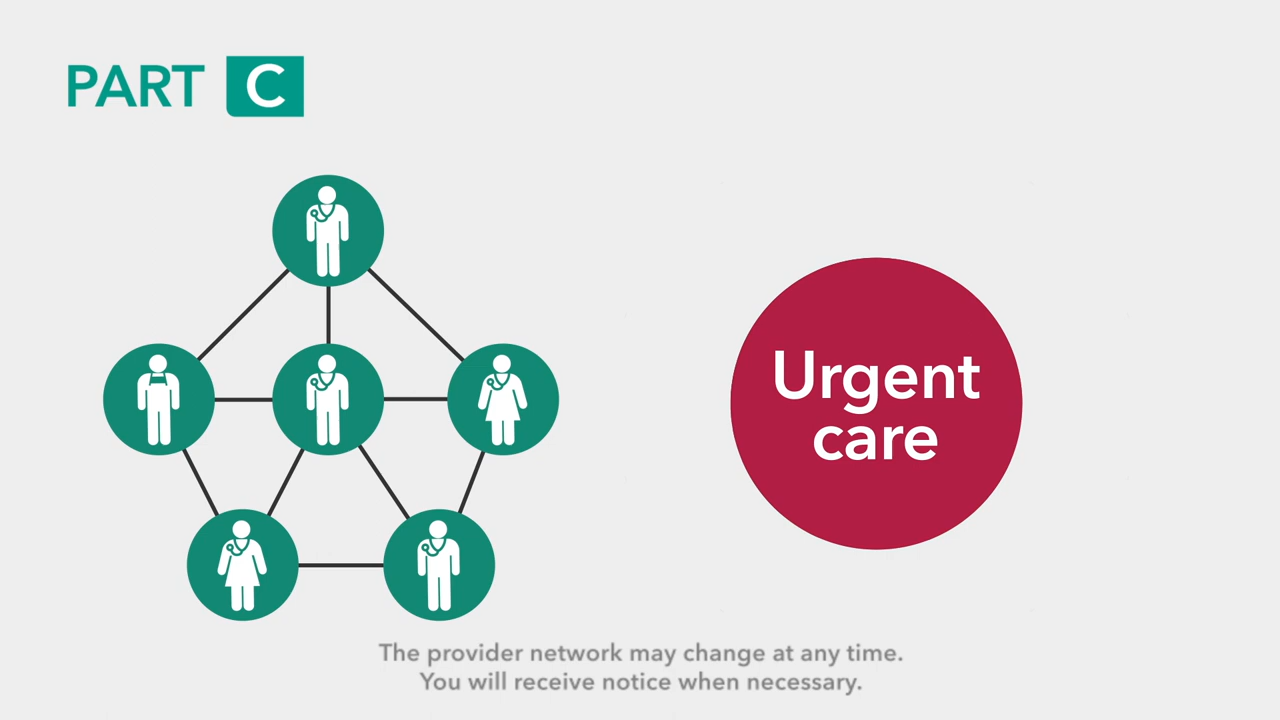 PART C
Urgent
care
The provider network may change at any time.
You will receive notice when necessary.